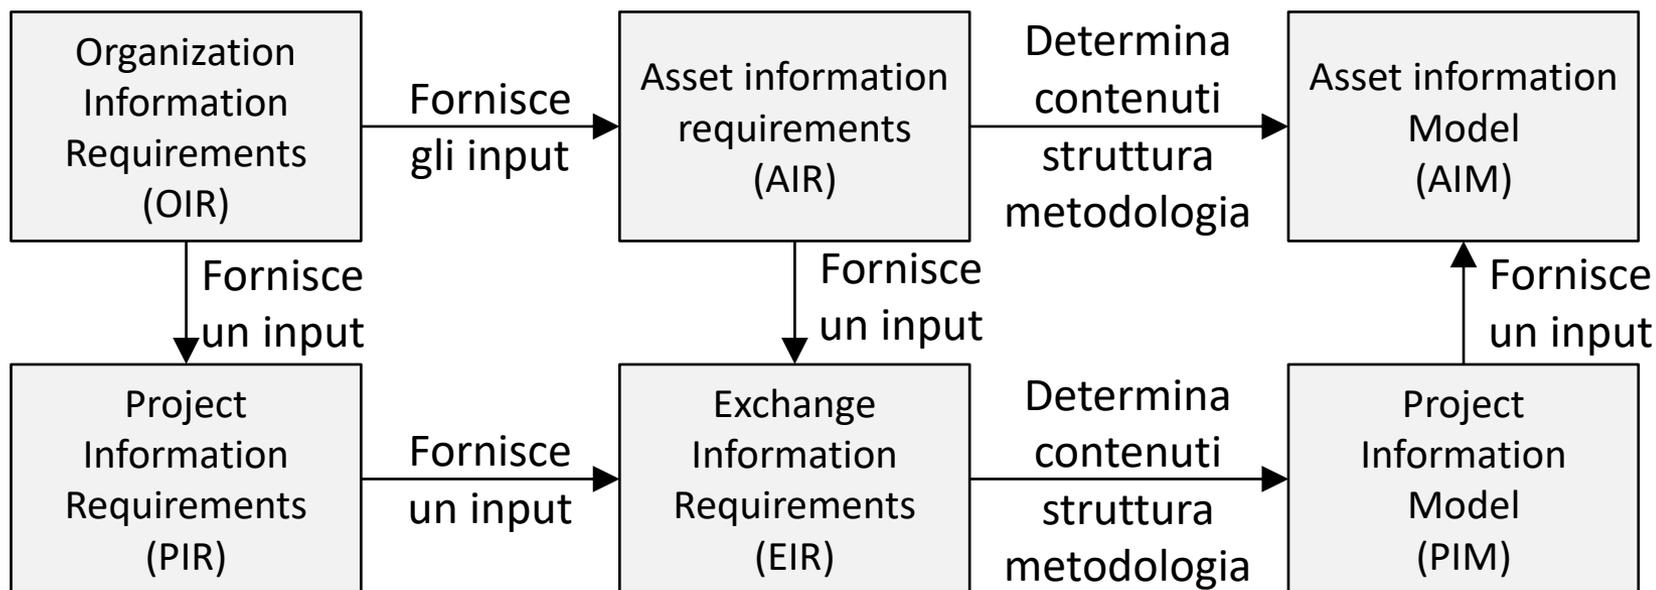 Organization
Information
Requirements
(OIR)
Fornisce
gli input
Asset information
requirements
(AIR)
Determina
contenuti
struttura
metodologia
Asset information
Model
(AIM)
Fornisce
un input
Fornisce
un input
Fornisce
un input
Project
Information
Requirements
(PIR)
Fornisce
un input
Exchange
Information
Requirements
(EIR)
Determina
contenuti
struttura
metodologia
Project
Information
Model
(PIM)